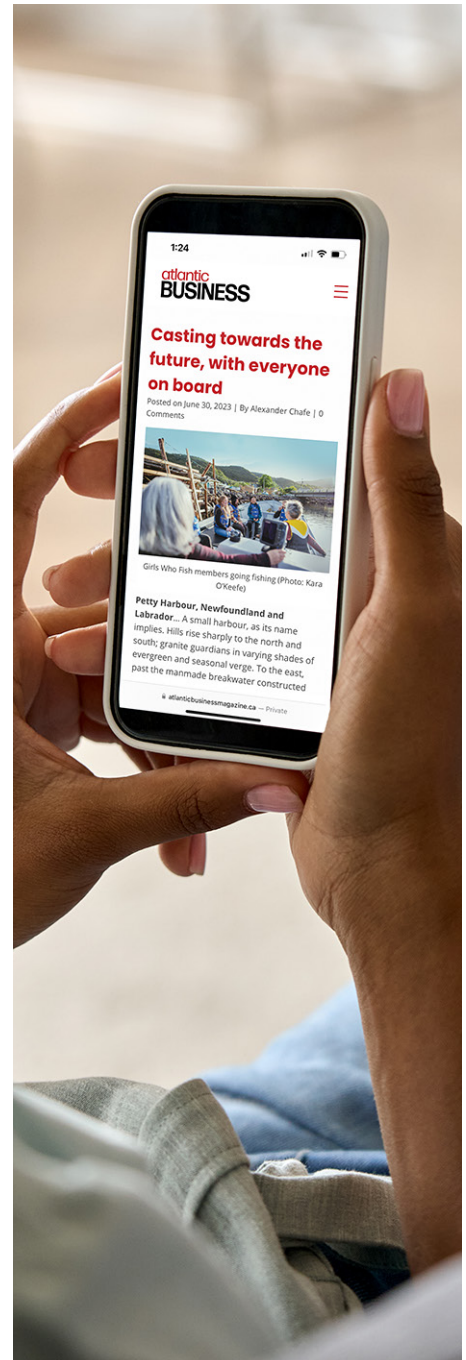 1:24
atlantic
BUSINESS
Casting towards the
future, with everyone
on board
Posted on June 30, 2023 | By Alexander Chafe | 0
Comments
Girls Who Fish members going fishing (Photo: Kara
O'Keefe)
Petty Harbour, Newfoundland and
Labrador... A small harbour, as its name
implies. Hills rise sharply to the north and
south; granite guardians in varying shades of
evergreen and seasonal verge. To the east,
past the manmade breakwater constructed
atlanticbusinessmagazine.ca — Private